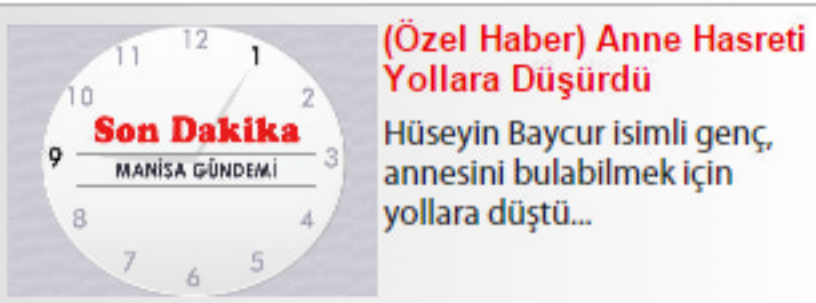 12
11
1
10
2
Son Dakika
9
3
MANİSA GÜNDEMİ
8
4
7
5
6
(Özel Haber) Anne Hasreti
Yollara Düşürdü
Hüseyin Baycur isimli genç,
annesini bulabilmek için
yollara düştü...